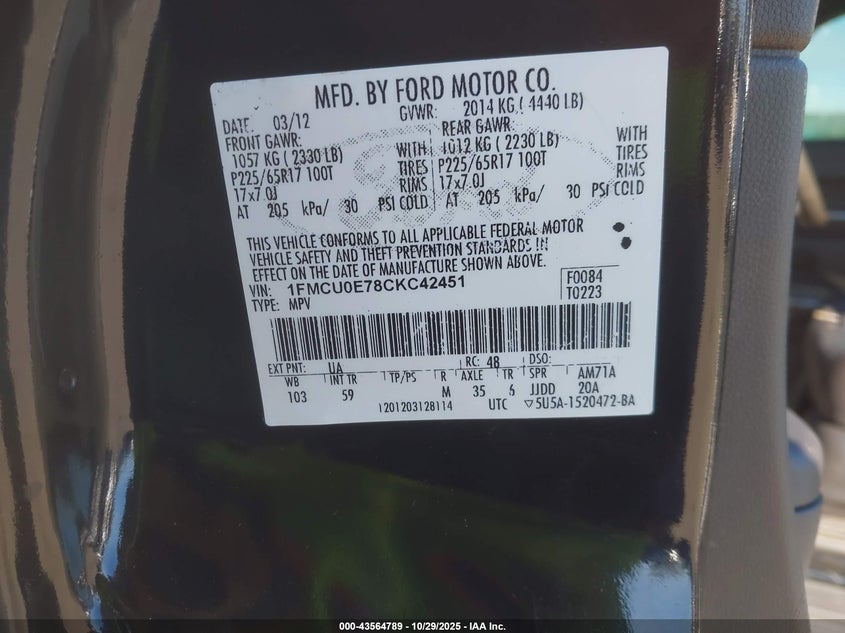 MFD. BY FORD MOTOR CO.
DATE: 03/12 GVWR: 2014 KG ( 4440 LB)
FRONT GAWR: REAR GAWR:
1057 KG ( 2330 LB) WITH 1012 KG ( 2230 LB) WITH
P225/65R17 100T TIRES P225/65R17 100T TIRES
17x7.0J RIMS 17x7.0J RIMS
AT 205 kPa/ 30 PSI COLD AT 205 kPa/ 30 PSI COLD
THIS VEHICLE CONFORMS TO ALL APPLICABLE FEDERAL MOTOR
VEHICLE SAFETY AND THEFT PREVENTION STANDARDS IN
EFFECT ON THE DATE OF MANUFACTURE SHOWN ABOVE.
VIN: 1FMCU0E78CKC42451 F0084
TYPE: MPV T0223
EXT PNT: UA RC: 48 DSO:
WB INT TR TP/PS R AXLE TR SPR AM71A
103 59 M 35 6 JJDD 20A
1201203128114 UTC ▽5U5A-1520472-BA
000-43564789 | 10/29/2025 - IAA Inc.